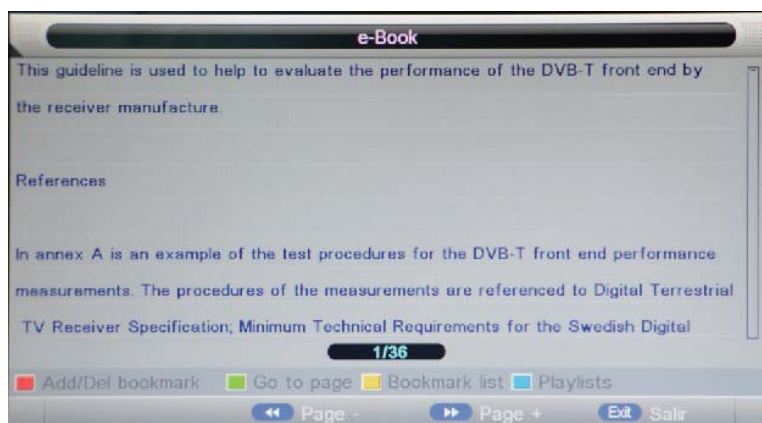 e-Book
This guideline is used to help to evaluate the performance of the DVB-T front end by
the receiver manufacture.
References
In annex A is an example of the test procedures for the DVB-T front end performance
measurements. The procedures of the measurements are referenced to Digital Terrestrial
TV Receiver Specification; Minimum Technical Requirements for the Swedish Digital
1/36
Add/Del bookmark Go to page Bookmark list Playlists
Page - Page + Exit Salir